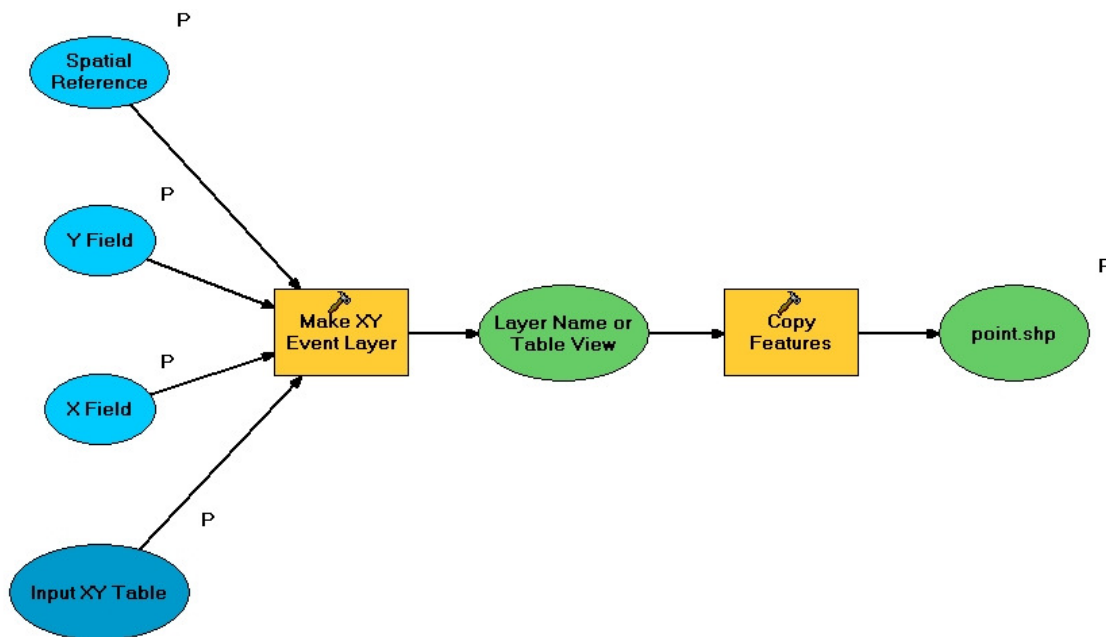 P
Spatial
Reference
P
Y Field
P
Make XY
Event Layer
Layer Name or
Table View
Copy
Features
point.shp
P
X Field
P
Input XY Table